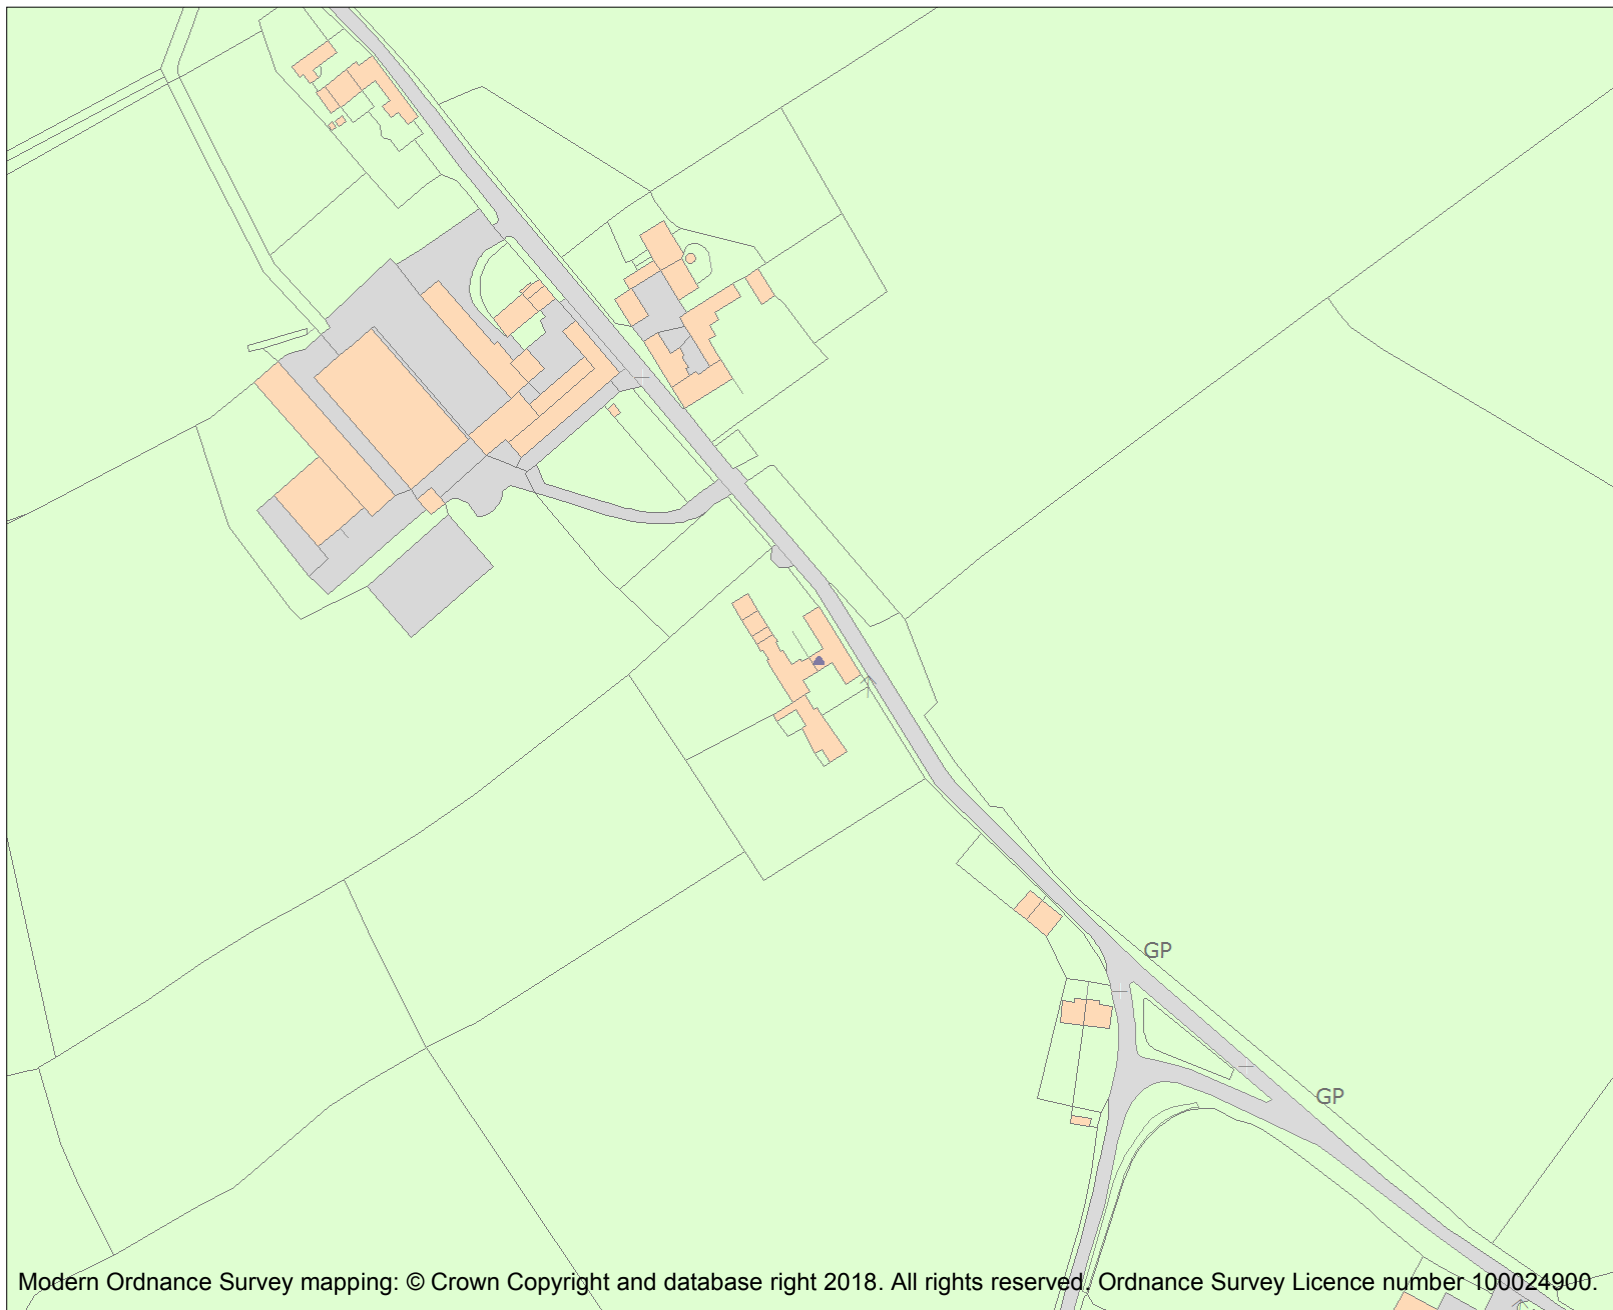 GP
GP
Modern Ordnance Survey mapping: © Crown Copyright and database right 2018. All rights reserved. Ordnance Survey Licence number 100024900.